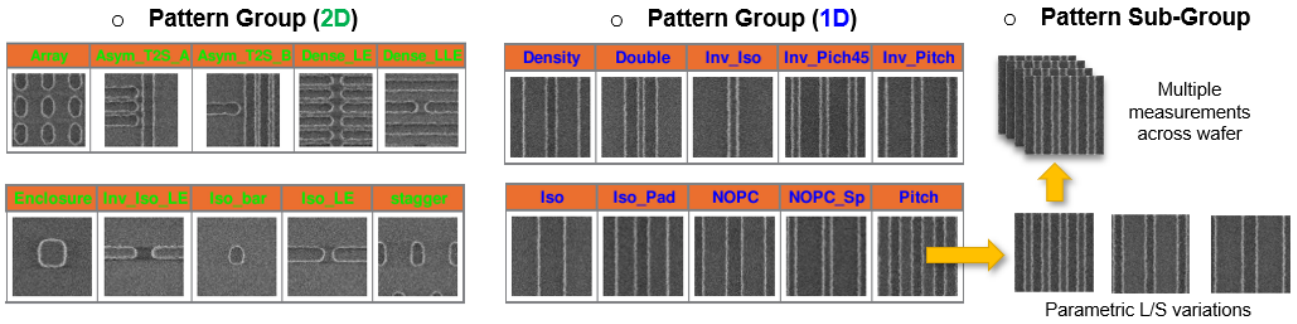 ○ Pattern Group (2D)
Array Asym_T2S_A Asym_T2S_B Dense_LE Dense_LLE
Enclosure Inv_Iso_LE Iso_bar Iso_LE stagger
○ Pattern Group (1D)
Density Double Inv_Iso Inv_Pich45 Inv_Pitch
Iso Iso_Pad NOPC NOPC_Sp Pitch
○ Pattern Sub-Group
Multiple
measurements
across wafer
Parametric L/S variations